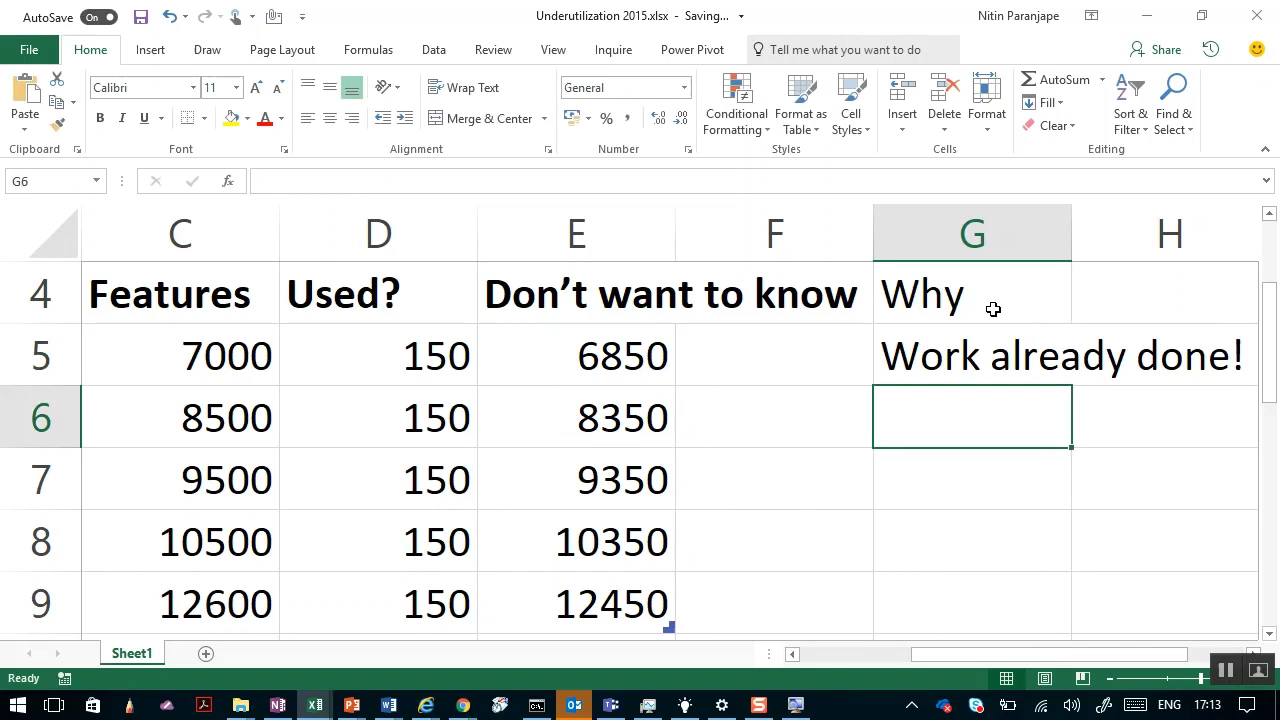 AutoSave On Underutilization 2015.xlsx - Saving... Nitin Paranjape
File Home Insert Draw Page Layout Formulas Data Review View Inquire Power Pivot Tell me what you want to do Share
Paste Calibri 11 Wrap Text General Conditional Formatting Format as Table Cell Styles Insert Delete Format AutoSum Sort & Filter Find & Select
Fill
B I U Merge & Center % Clear
Clipboard Font Alignment Number Styles Cells Editing
G6 fx
C D E F G H
4 Features Used? Don’t want to know Why
5 7000 150 6850 Work already done!
6 8500 150 8350
7 9500 150 9350
8 10500 150 10350
9 12600 150 12450
Sheet1
Ready
ENG 17:13